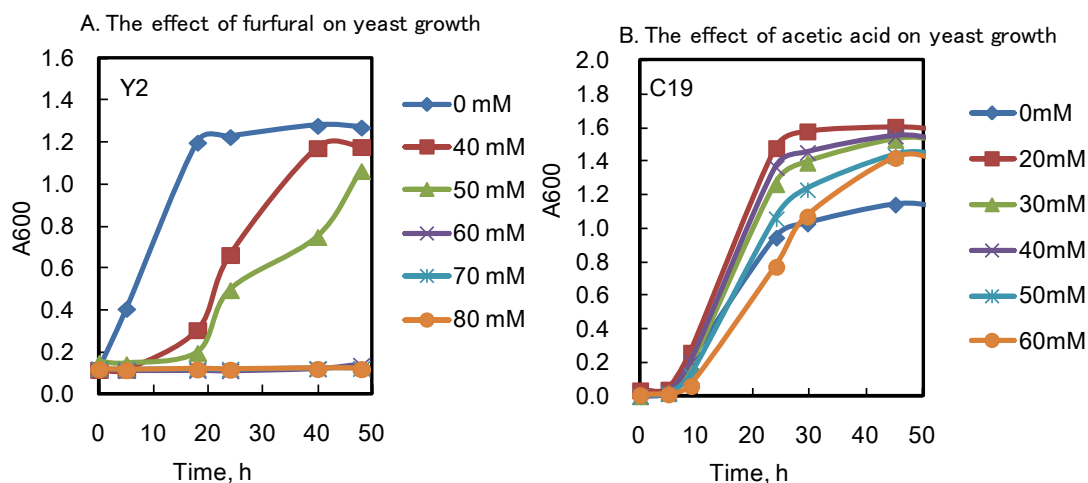 A. The effect of furfural on yeast growth
1.6
1.4
1.2
1.0
0.8
0.6
0.4
0.2
0.0
A600
Y2
0 10 20 30 40 50
Time, h
0 mM
40 mM
50 mM
60 mM
70 mM
80 mM
B. The effect of acetic acid on yeast growth
2.0
1.8
1.6
1.4
1.2
1.0
0.8
0.6
0.4
0.2
0.0
A600
C19
0 10 20 30 40 50
Time, h
0mM
20mM
30mM
40mM
50mM
60mM